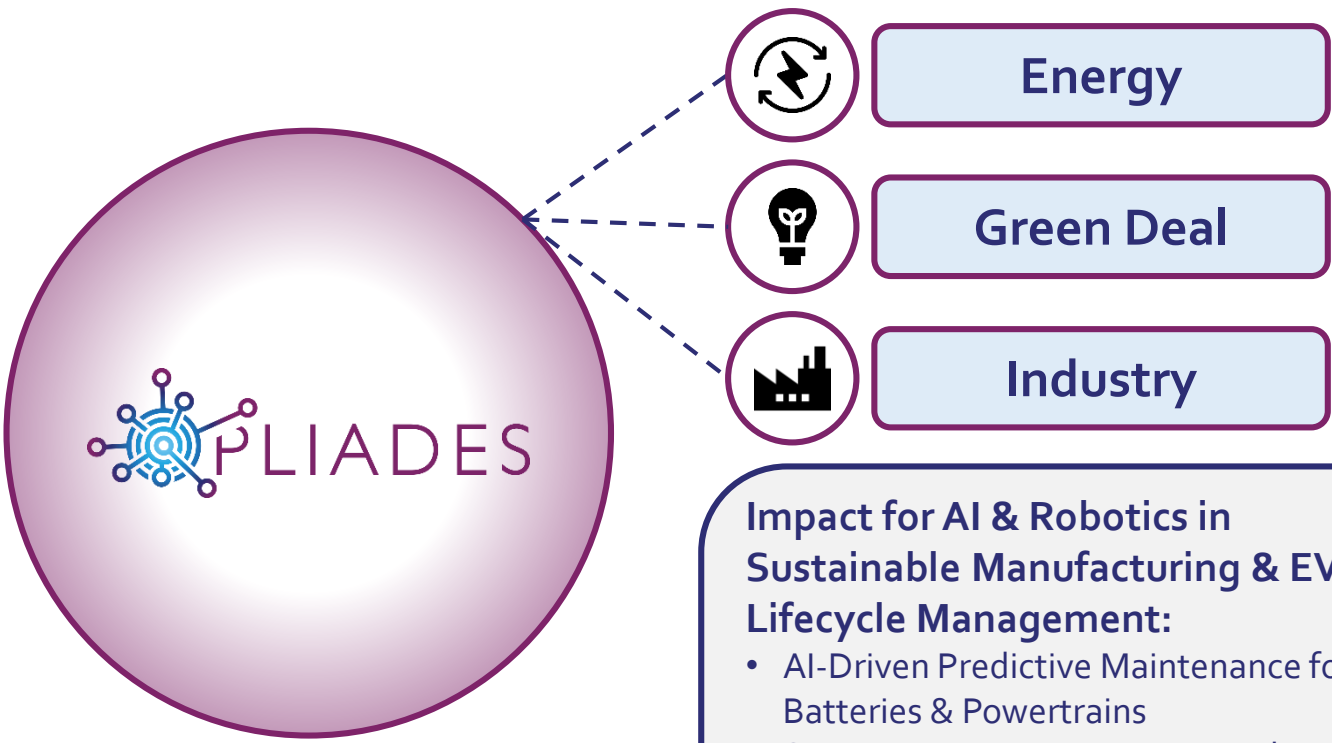 PLIADES
Energy
Green Deal
Industry
Impact for AI & Robotics in
Sustainable Manufacturing & EV
Lifecycle Management:
• AI-Driven Predictive Maintenance fo
Batteries & Powertrains